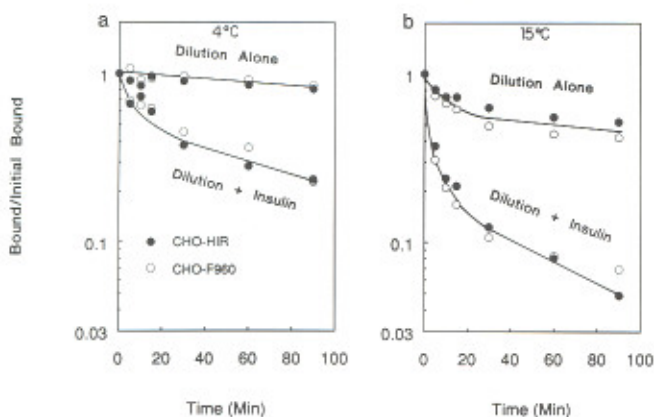 a
4°C
Dilution Alone
Dilution + Insulin
CHO-HIR
CHO-F960
1
0.1
0.03
0 20 40 60 80 100
Time (Min)
Bound/Initial Bound
b
15°C
Dilution Alone
Dilution + Insulin
1
0.1
0.03
0 20 40 60 80 100
Time (Min)